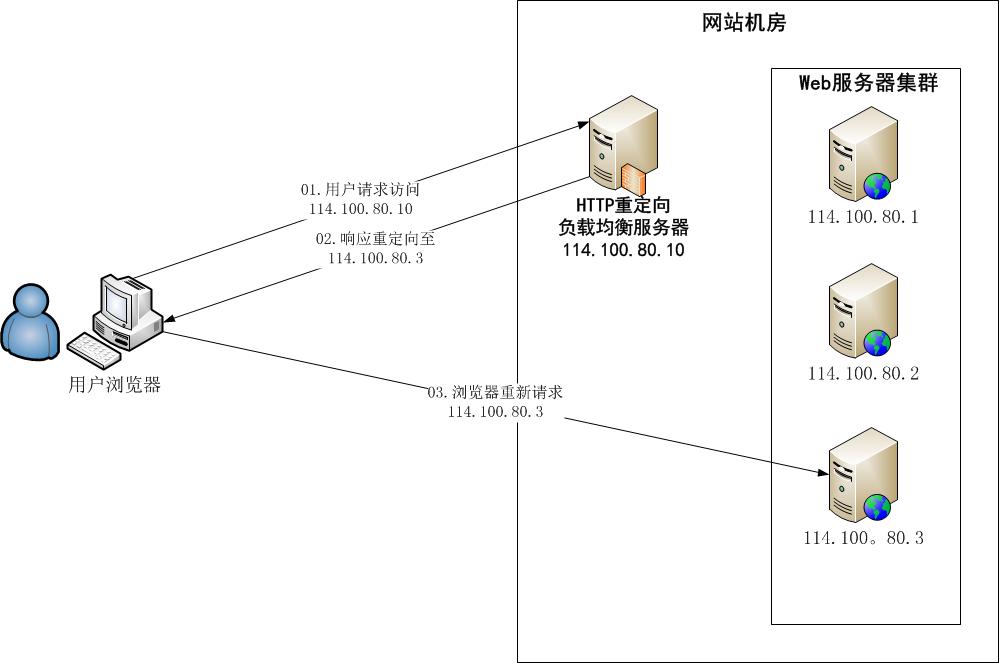 网站机房
Web服务器集群
01.用户请求访问
114.100.80.10
02.响应重定向至
114.100.80.3
HTTP重定向
负载均衡服务器
114.100.80.10
114.100.80.1
114.100.80.2
用户浏览器
03.浏览器重新请求
114.100.80.3
114.100。80.3